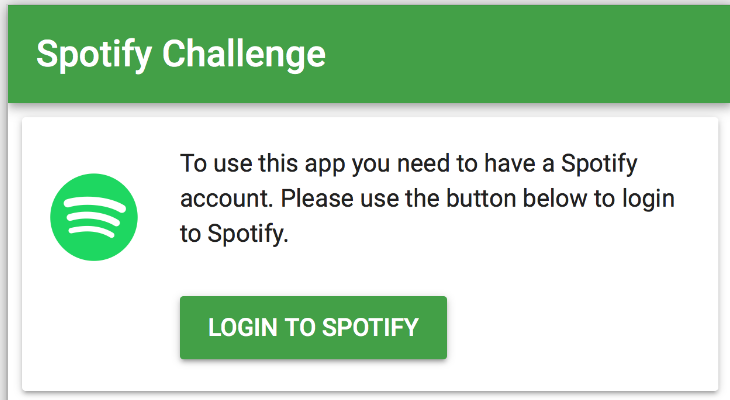 Spotify Challenge
To use this app you need to have a Spotify
account. Please use the button below to login
to Spotify.
LOGIN TO SPOTIFY